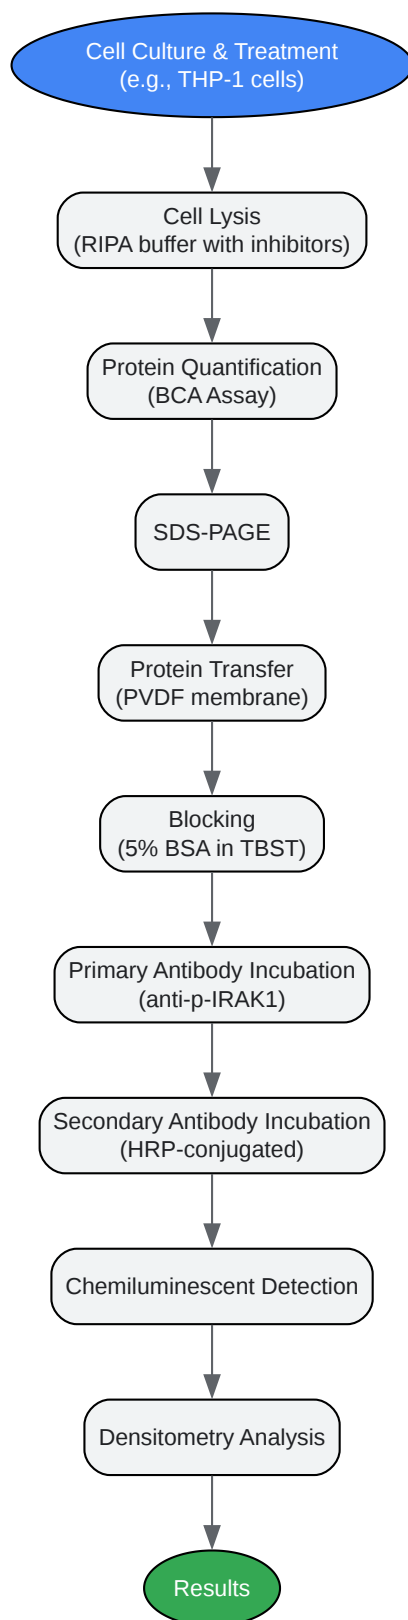 Cell Culture & Treatment
(e.g., THP-1 cells)
Cell Lysis
(RIPA buffer with inhibitors)
Protein Quantification
(BCA Assay)
SDS-PAGE
Protein Transfer
(PVDF membrane)
Blocking
(5% BSA in TBST)
Primary Antibody Incubation
(anti-p-IRAK1)
Secondary Antibody Incubation
(HRP-conjugated)
Chemiluminescent Detection
Densitometry Analysis
Results